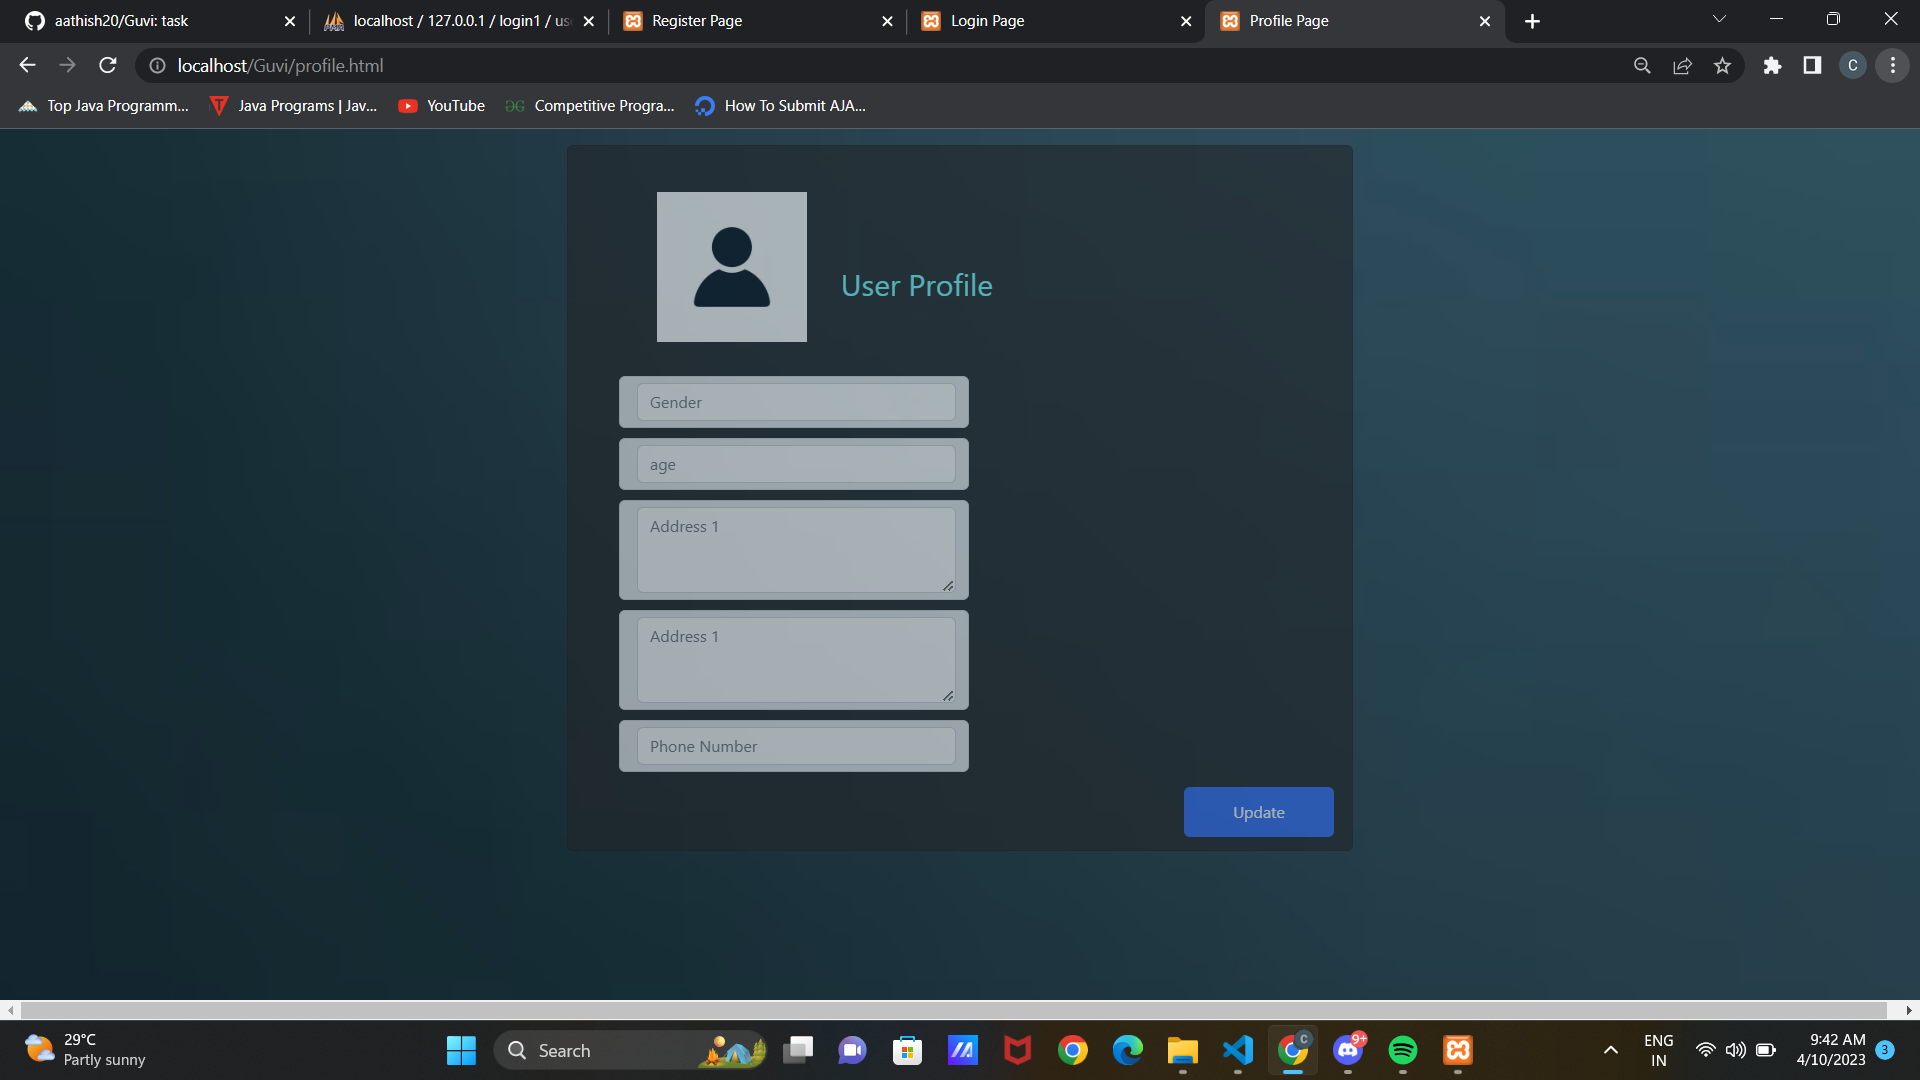 aathish20/Guvi: task
localhost / 127.0.0.1 / login1 / us
Register Page
Login Page
Profile Page
localhost/Guvi/profile.html
C
Top Java Programm...
Java Programs | Jav...
YouTube
Competitive Progra...
How To Submit AJA...
User Profile
Gender
age
Address 1
Address 1
Phone Number
Update
29°C
Partly sunny
Search
C
9+
ENG
IN
9:42 AM
4/10/2023
3